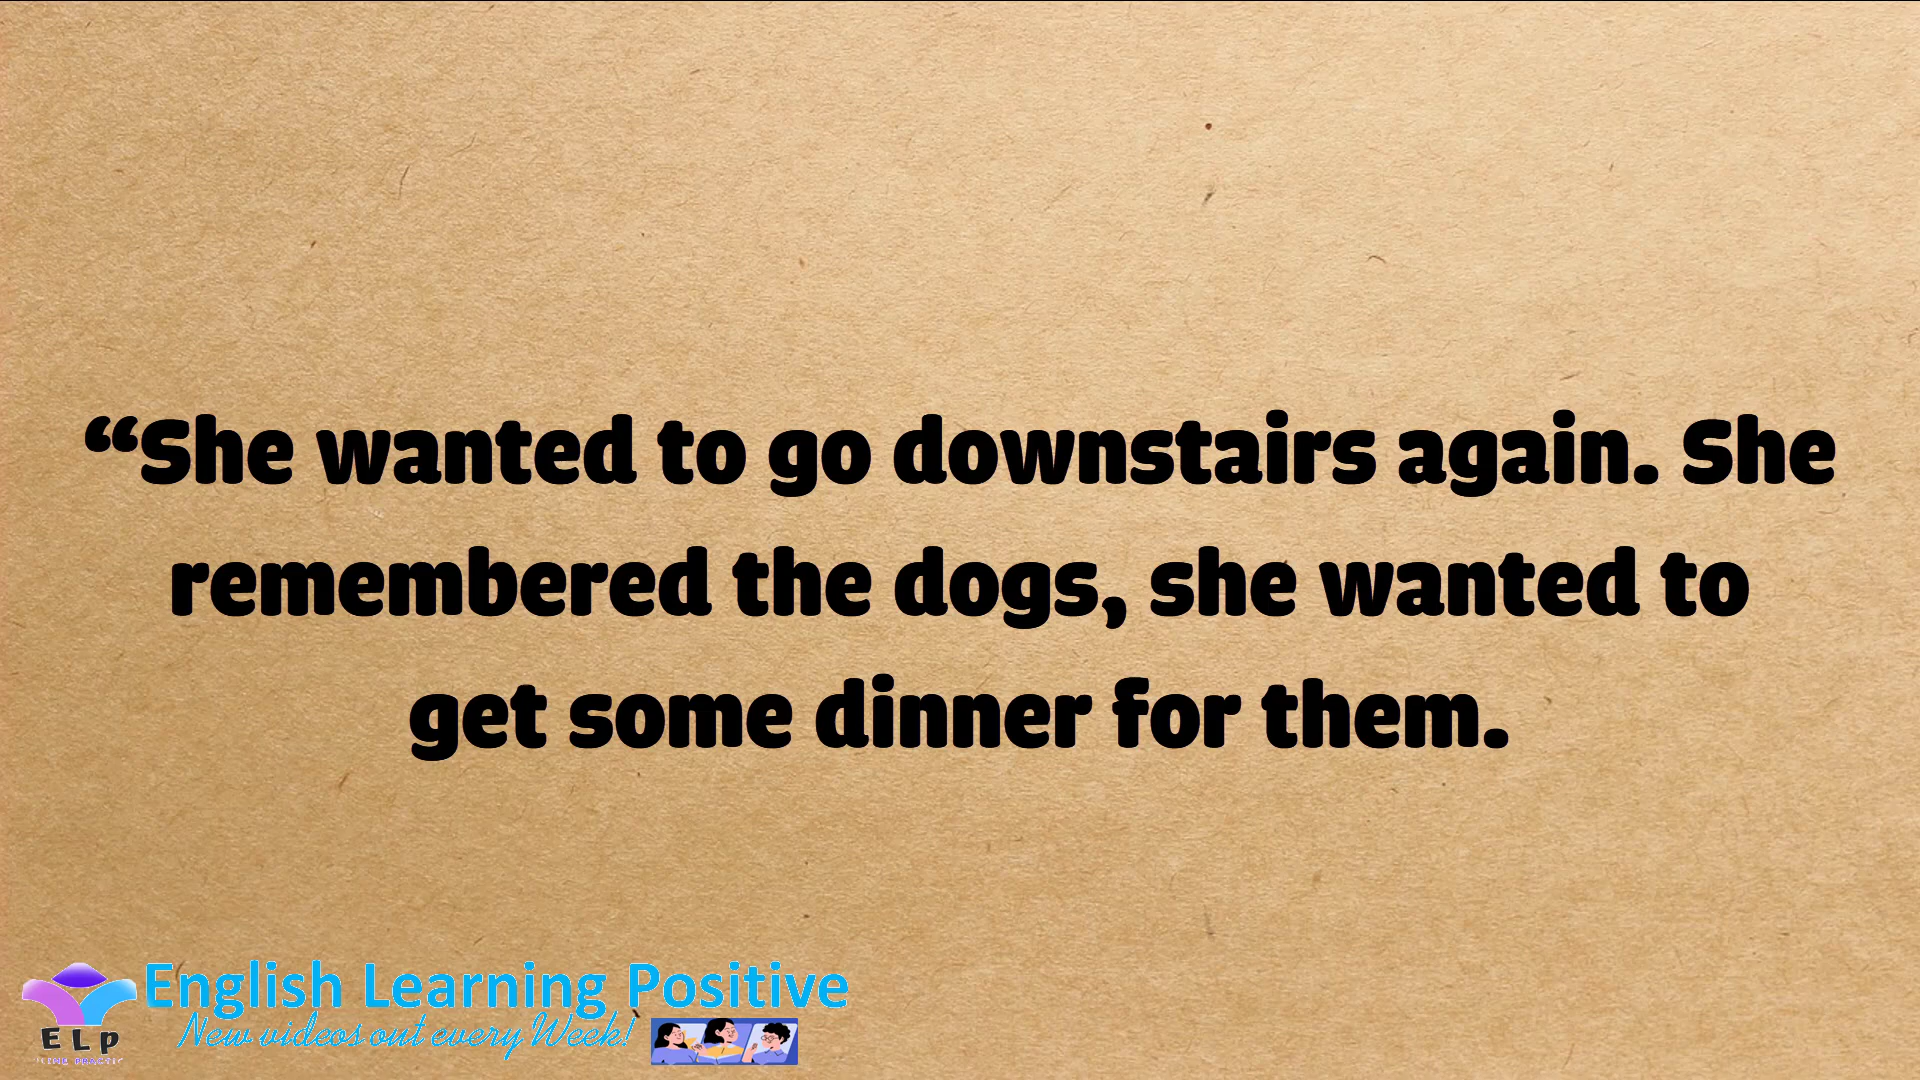 “She wanted to go downstairs again. She
remembered the dogs, she wanted to
get some dinner for them.
English Learning Positive
New videos out every Week!
ELP